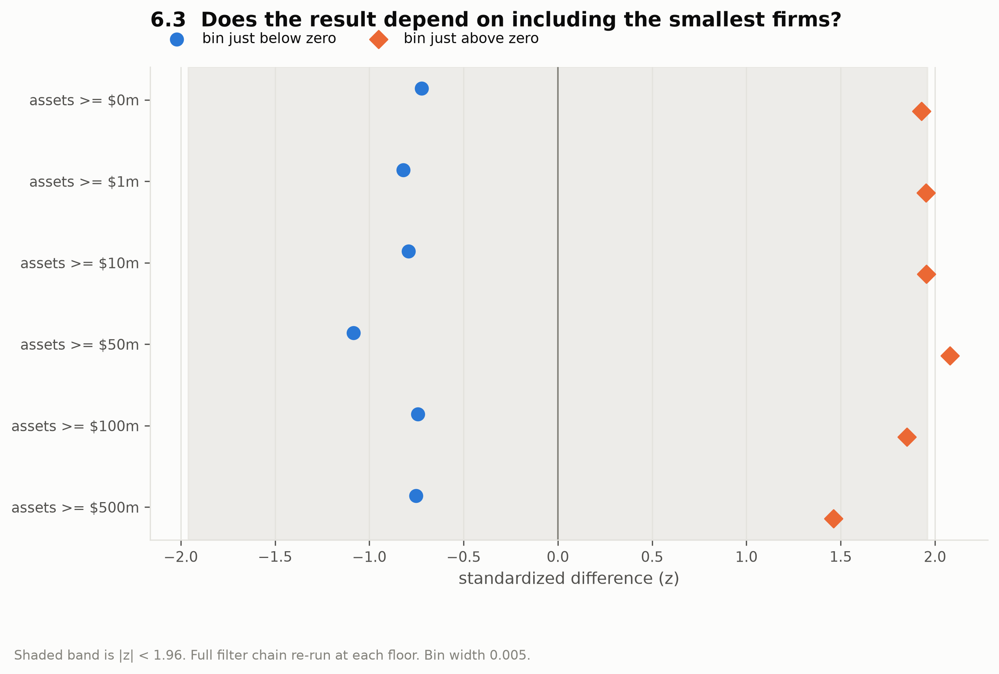 6.3  Does the result depend on including the smallest firms?
bin just below zero
bin just above zero
assets >= $0m
assets >= $1m
assets >= $10m
assets >= $50m
assets >= $100m
assets >= $500m
−2.0 −1.5 −1.0 −0.5 0.0 0.5 1.0 1.5 2.0
standardized difference (z)
Shaded band is |z| < 1.96. Full filter chain re-run at each floor. Bin width 0.005.